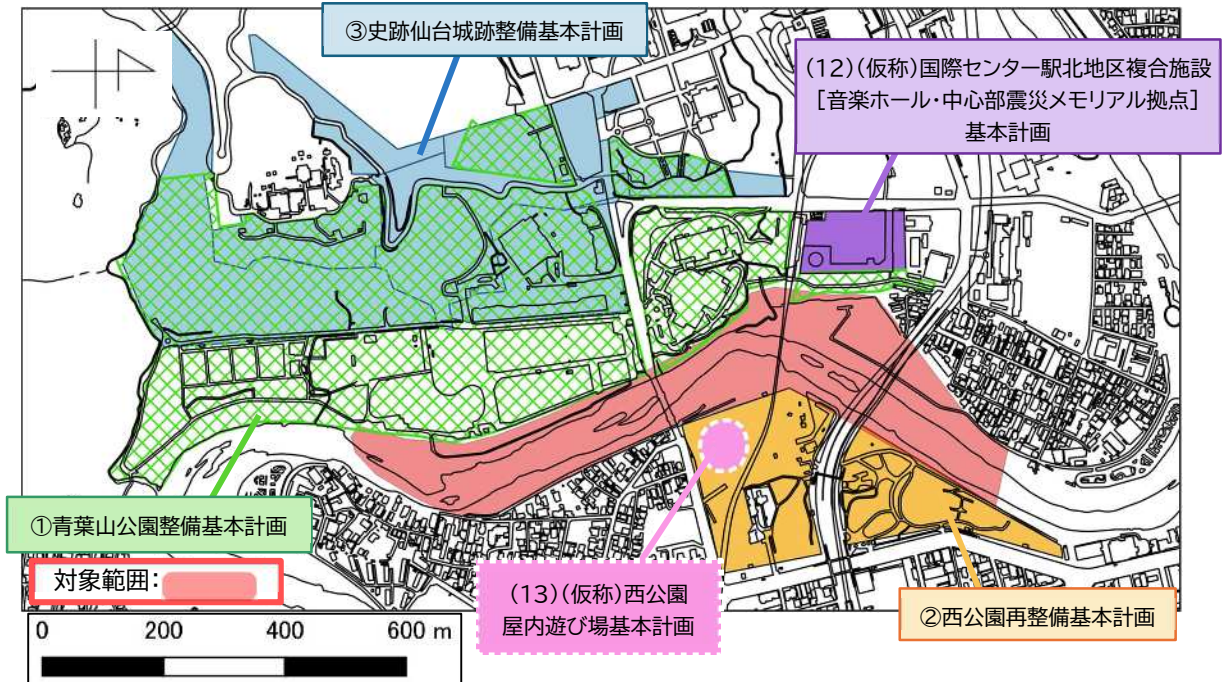 ③史跡仙台城跡整備基本計画
(12)(仮称)国際センター駅北地区複合施設
[音楽ホール・中心部震災メモリアル拠点]
基本計画
①青葉山公園整備基本計画
対象範囲:
(13)(仮称)西公園
屋内遊び場基本計画
②西公園再整備基本計画
0 200 400 600 m